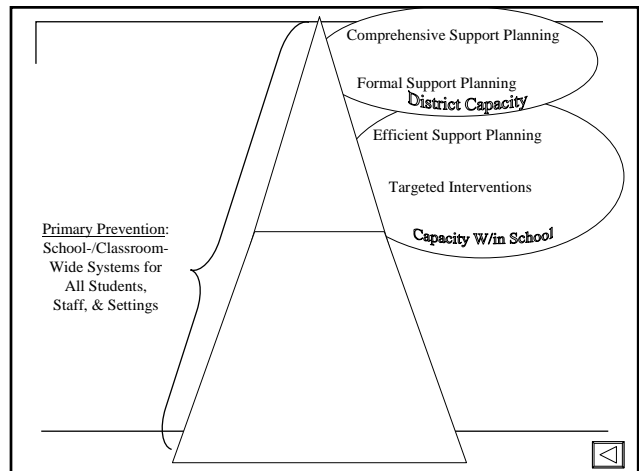 Comprehensive Support Planning
Formal Support Planning
District Capacity
Efficient Support Planning
Targeted Interventions
Capacity W/in School
Primary Prevention:
School-/Classroom-
Wide Systems for
All Students,
Staff, & Settings